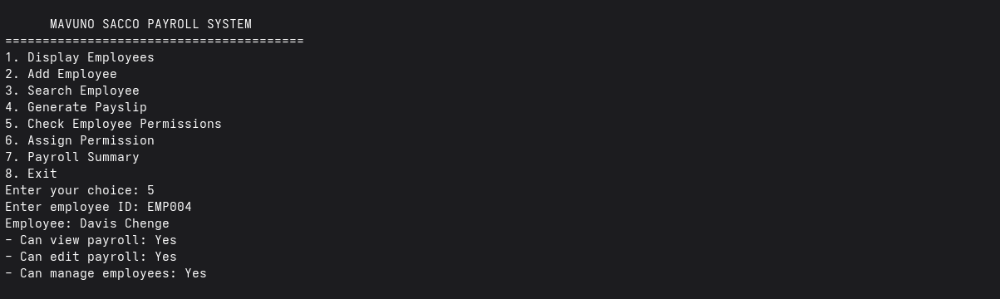 MAVUNO SACCO PAYROLL SYSTEM
========================================
1. Display Employees
2. Add Employee
3. Search Employee
4. Generate Payslip
5. Check Employee Permissions
6. Assign Permission
7. Payroll Summary
8. Exit
Enter your choice: 5
Enter employee ID: EMP004
Employee: Davis Chenge
- Can view payroll: Yes
- Can edit payroll: Yes
- Can manage employees: Yes